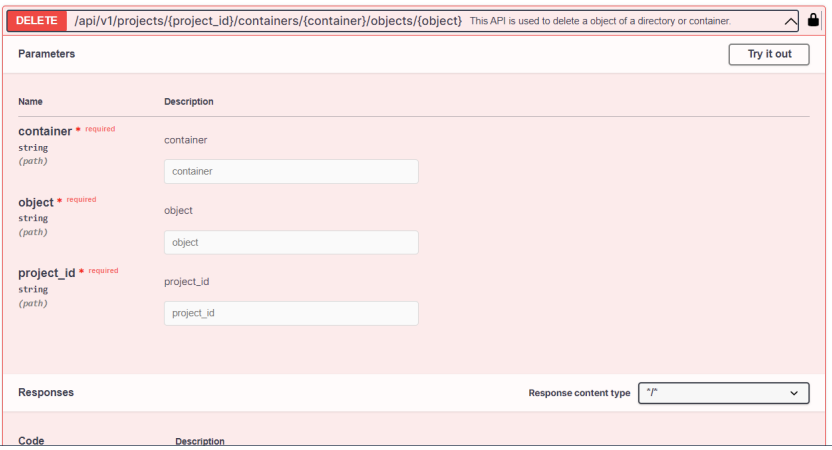 DELETE /api/v1/projects/{project_id}/containers/{container}/objects/{object} This API is used to delete a object of a directory or container.
Parameters Try it out
Name Description
container * required container
string
(path) container
object * required object
string
(path) object
project_id * required project_id
string
(path) project_id
Responses Response content type */*
Code Description